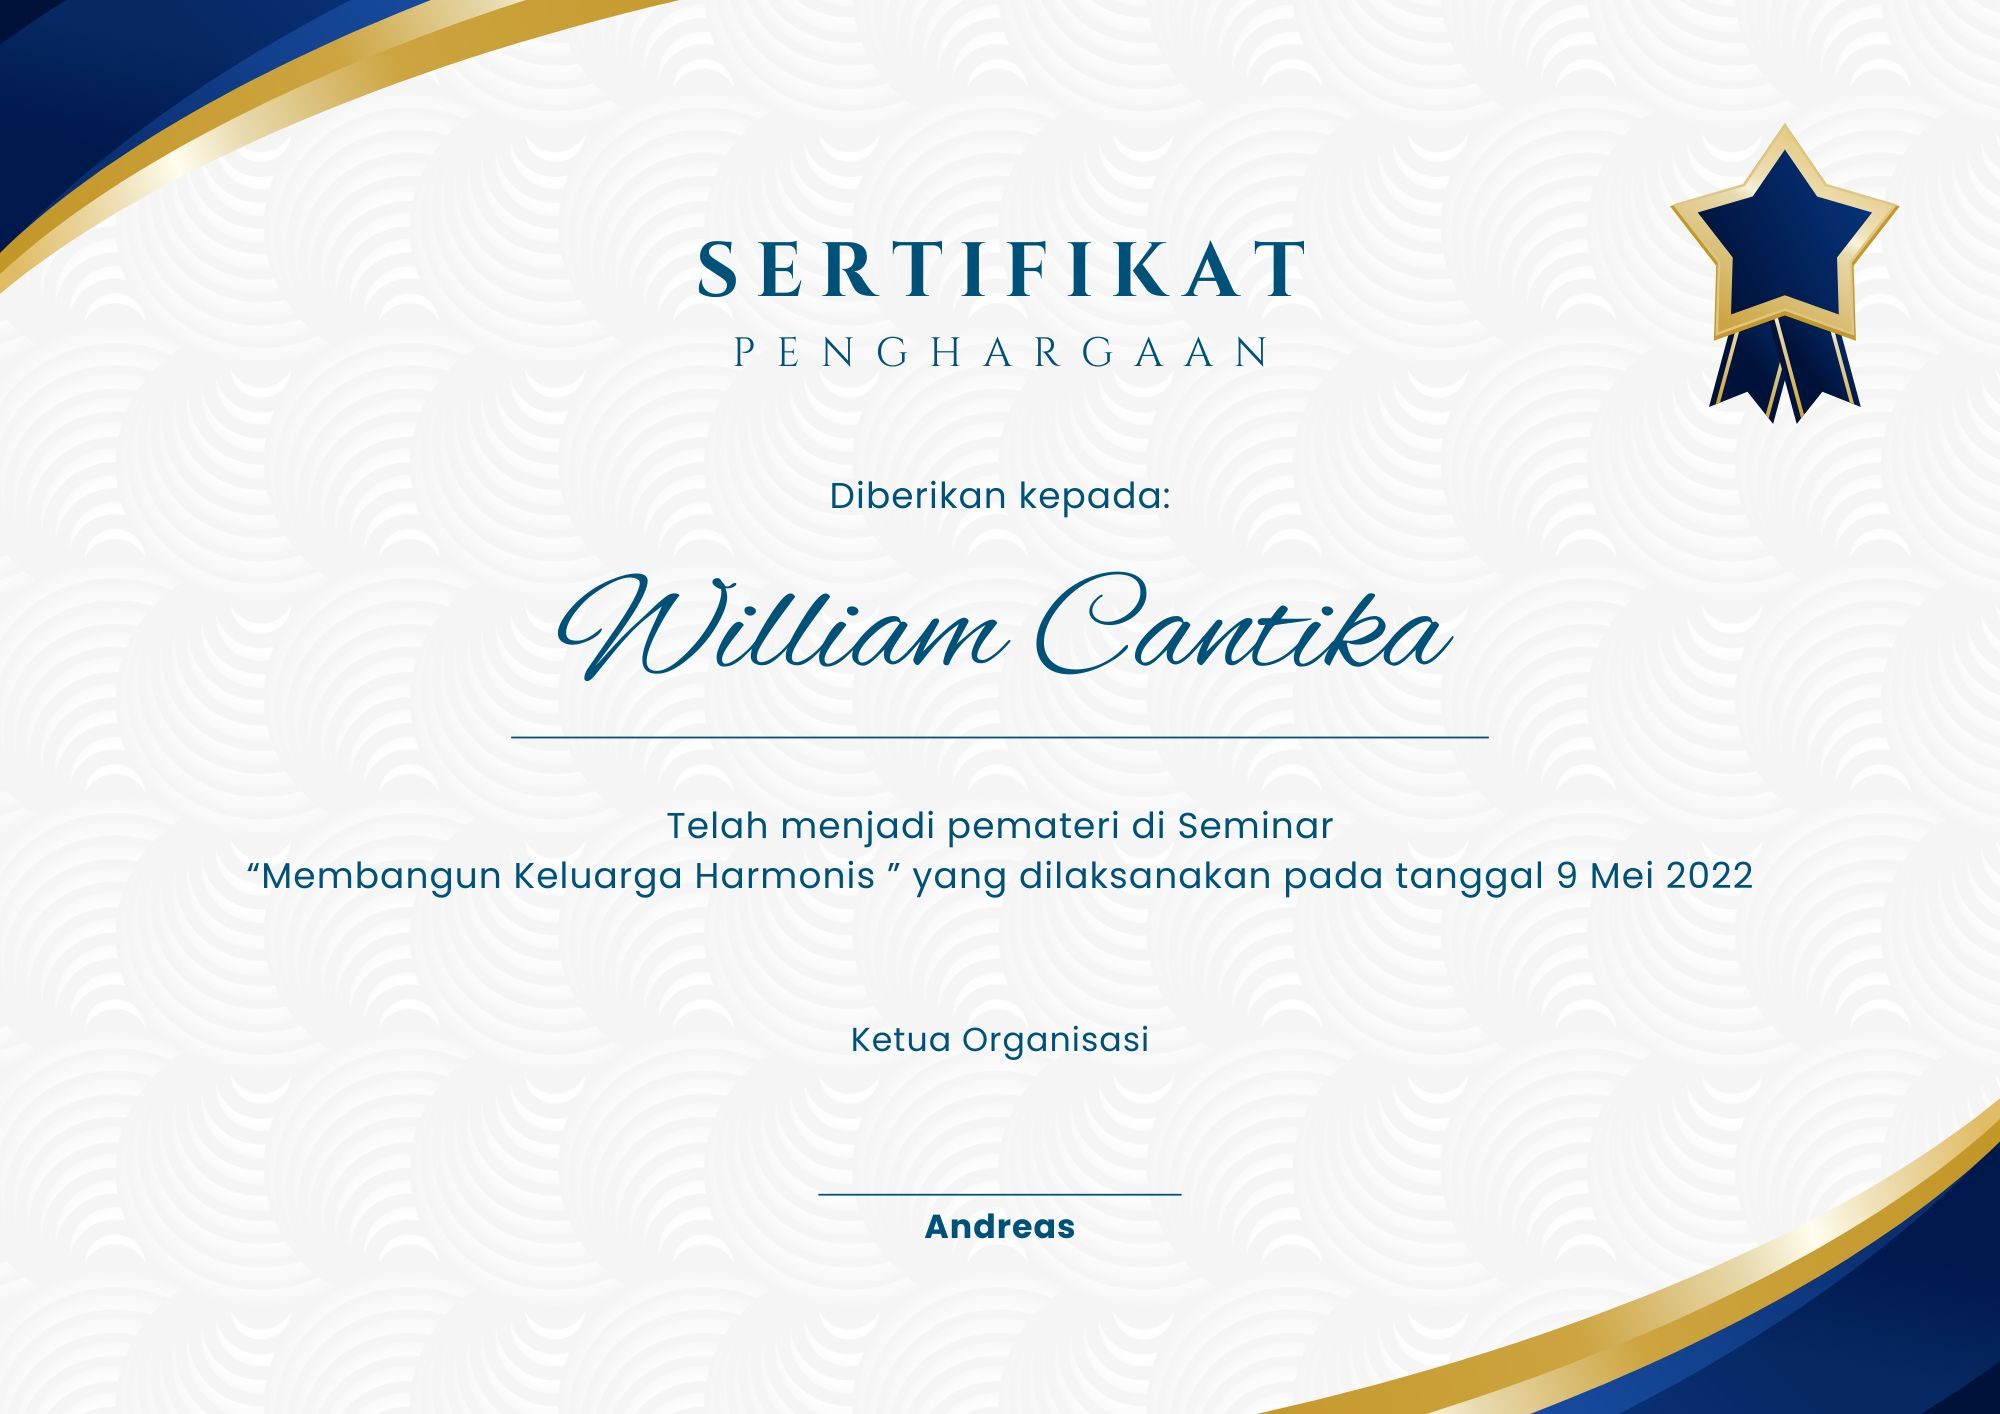 SERTIFIKAT
PENGHARGAAN
Diberikan kepada:
William Cantika
Telah menjadi pemateri di Seminar
“Membangun Keluarga Harmonis ” yang dilaksanakan pada tanggal 9 Mei 2022
Ketua Organisasi
Andreas